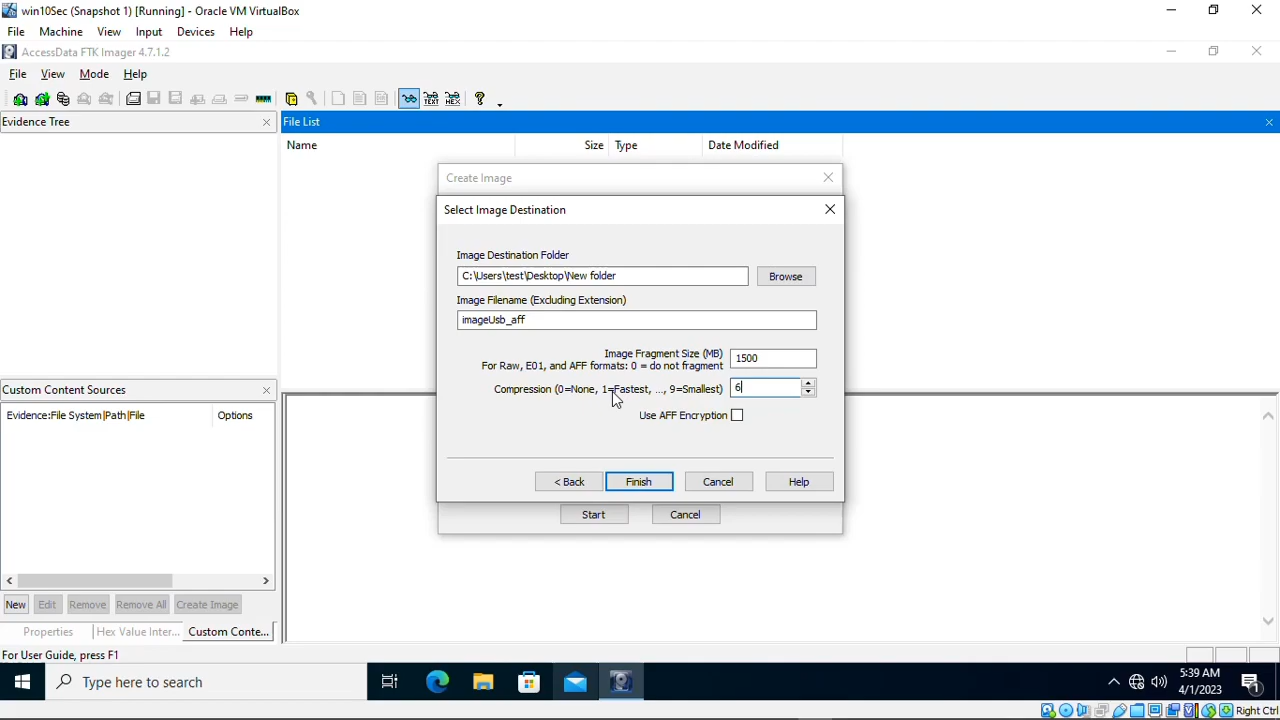 win10Sec (Snapshot 1) [Running] - Oracle VM VirtualBox
File Machine View Input Devices Help
AccessData FTK Imager 4.7.1.2
File View Mode Help
TEXT HEX ?
Evidence Tree
File List
Name Size Type Date Modified
Create Image
Select Image Destination
Image Destination Folder
C:\Users\test\Desktop\New folder Browse
Image Filename (Excluding Extension)
imageUsb_aff
Image Fragment Size (MB) 1500
For Raw, E01, and AFF formats: 0 = do not fragment
Compression (0=None, 1=Fastest, ..., 9=Smallest) 6
Use AFF Encryption
< Back Finish Cancel Help
Start Cancel
Custom Content Sources
Evidence:File System|Path|File Options
New Edit Remove Remove All Create Image
Properties Hex Value Inter... Custom Conte...
For User Guide, press F1
Type here to search
5:39 AM
4/1/2023
1
Right Ctrl